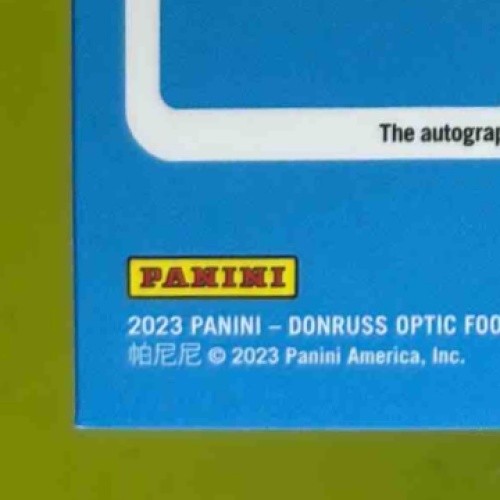 The autograp
PANINI
2023 PANINI – DONRUSS OPTIC FOO
帕尼尼 © 2023 Panini America, Inc.